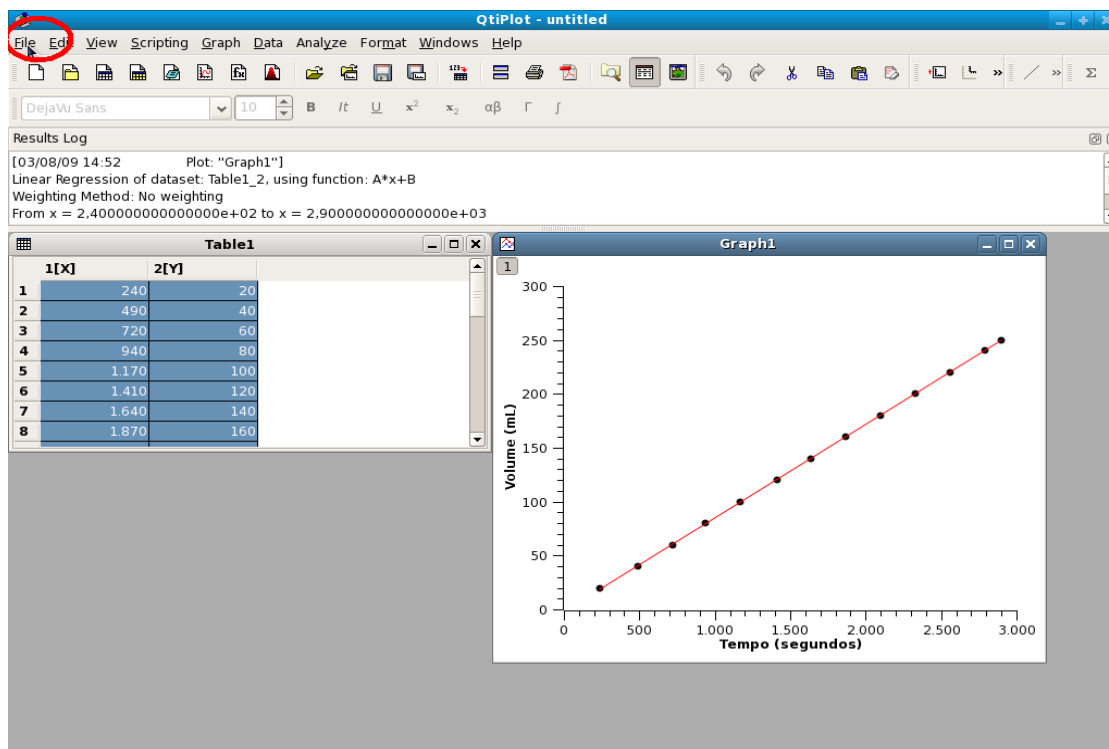 QtiPlot - untitled
File Edit View Scripting Graph Data Analyze Format Windows Help
DejaVu Sans 10 B It U x² x₂ αβ Γ ∫
Results Log
[03/08/09 14:52 Plot: "Graph1"]
Linear Regression of dataset: Table1_2, using function: A*x+B
Weighting Method: No weighting
From x = 2,400000000000000e+02 to x = 2,900000000000000e+03
Table1
1[X] 2[Y]
1 240 20
2 490 40
3 720 60
4 940 80
5 1.170 100
6 1.410 120
7 1.640 140
8 1.870 160
Graph1
1
300
250
200
150
100
50
0
Volume (mL)
0 500 1.000 1.500 2.000 2.500 3.000
Tempo (segundos)